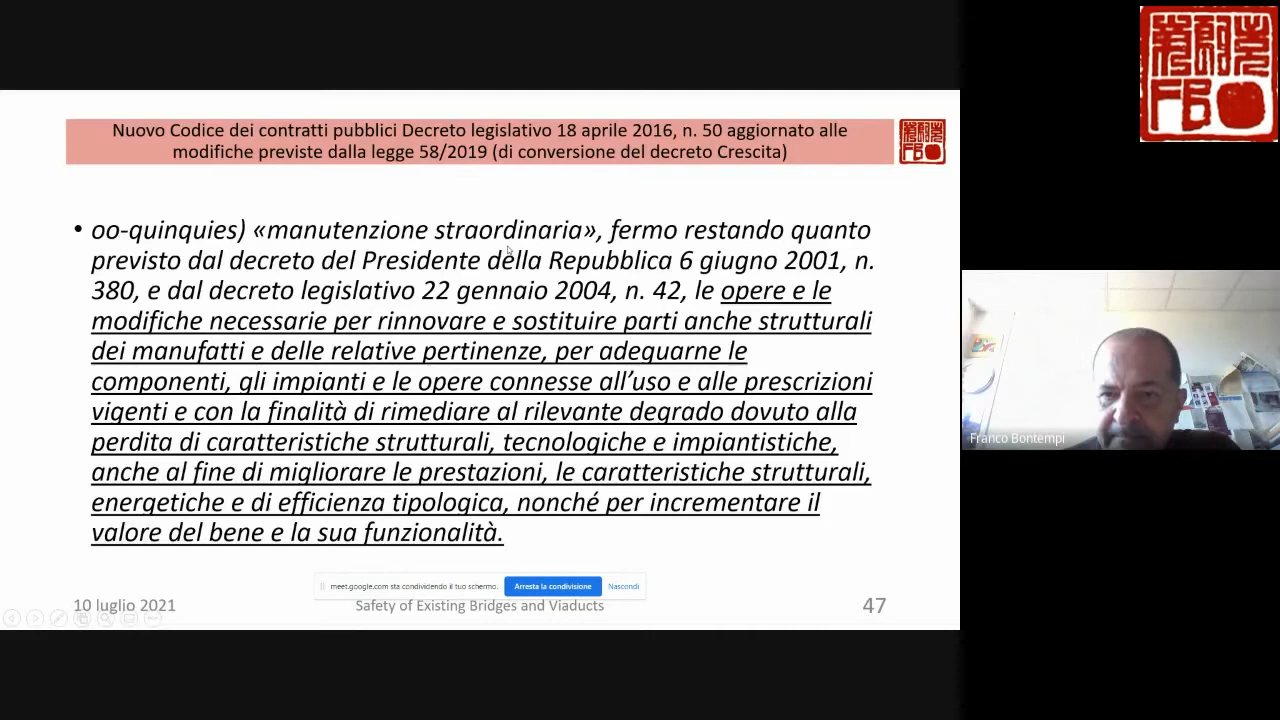 Nuovo Codice dei contratti pubblici Decreto legislativo 18 aprile 2016, n. 50 aggiornato alle
modifiche previste dalla legge 58/2019 (di conversione del decreto Crescita)
• oo-quinquies) «manutenzione straordinaria», fermo restando quanto
previsto dal decreto del Presidente della Repubblica 6 giugno 2001, n.
380, e dal decreto legislativo 22 gennaio 2004, n. 42, le opere e le
modifiche necessarie per rinnovare e sostituire parti anche strutturali
dei manufatti e delle relative pertinenze, per adeguarne le
componenti, gli impianti e le opere connesse all’uso e alle prescrizioni
vigenti e con la finalità di rimediare al rilevante degrado dovuto alla
perdita di caratteristiche strutturali, tecnologiche e impiantistiche,
anche al fine di migliorare le prestazioni, le caratteristiche strutturali,
energetiche e di efficienza tipologica, nonché per incrementare il
valore del bene e la sua funzionalità.
meet.google.com sta condividendo il tuo schermo.
Arresta la condivisione
Nascondi
10 luglio 2021
Safety of Existing Bridges and Viaducts
47
Franco Bontempi
FB